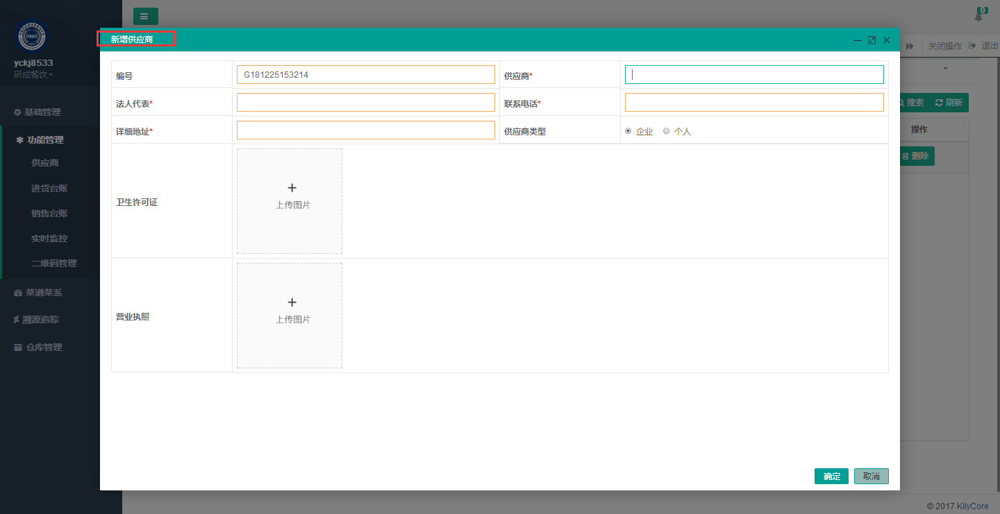 yckj8533
研成餐饮
基础管理
功能管理
供应商
进货台账
销售台账
实时监控
二维码管理
菜谱菜系
溯源追踪
仓库管理
0
关闭操作
退出
搜索
刷新
操作
删除
新增供应商
编号
G181225153214
供应商*
法人代表*
联系电话*
详细地址*
供应商类型
企业
个人
卫生许可证
+
上传图片
营业执照
+
上传图片
确定
取消
© 2017 KilyCore